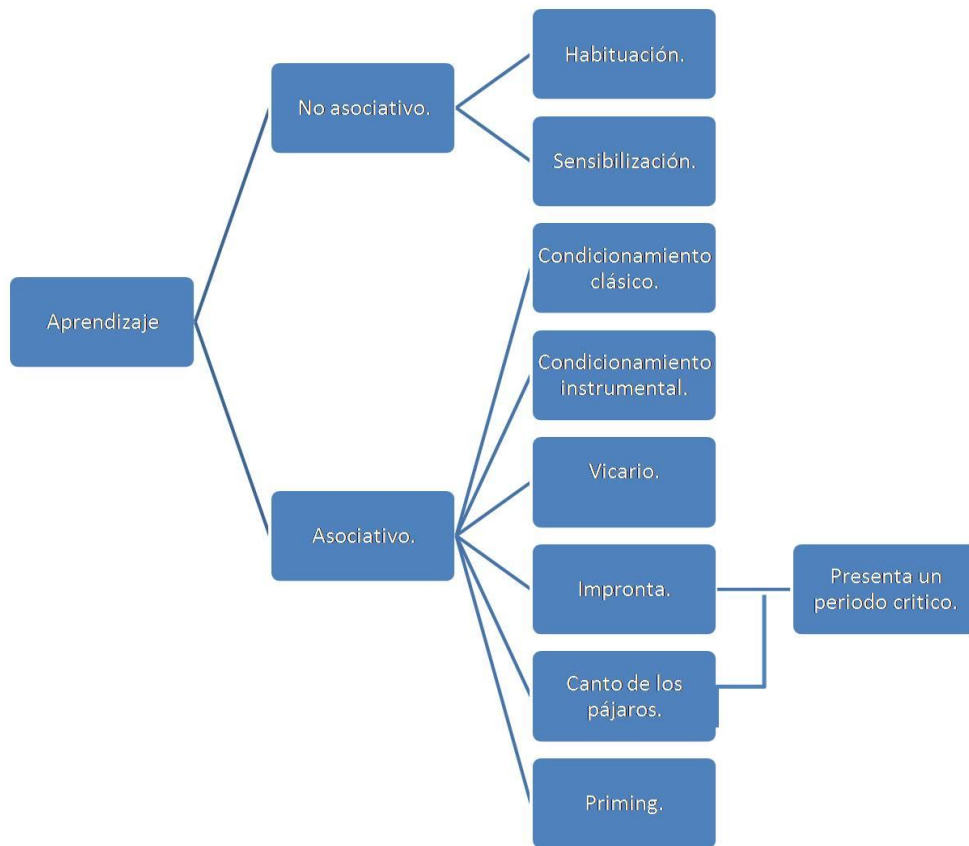 Habituación.
No asociativo.
Sensibilización.
Condicionamiento
clásico.
Aprendizaje
Condicionamiento
instrumental.
Vicario.
Asociativo.
Impronta.
Presenta un
periodo critico.
Canto de los
pájaros.
Priming.